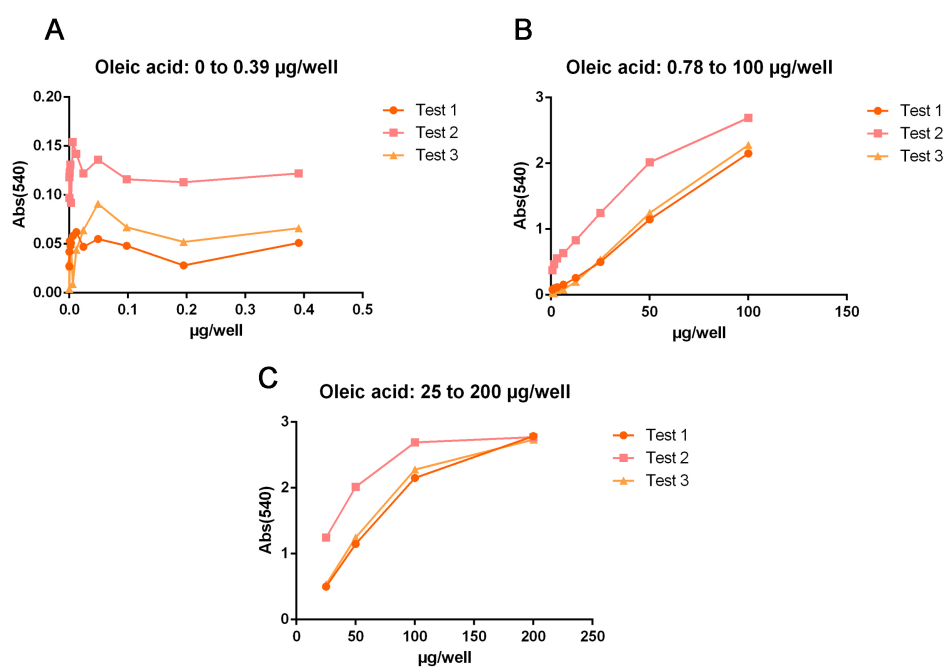 A
Oleic acid: 0 to 0.39 µg/well
0.20
0.15
0.10
0.05
0.00
Abs(540)
0.0 0.1 0.2 0.3 0.4 0.5
µg/well
Test 1
Test 2
Test 3
B
Oleic acid: 0.78 to 100 µg/well
3
2
1
0
Abs(540)
0 50 100 150
µg/well
Test 1
Test 2
Test 3
C
Oleic acid: 25 to 200 µg/well
3
2
1
0
Abs(540)
0 50 100 150 200 250
µg/well
Test 1
Test 2
Test 3